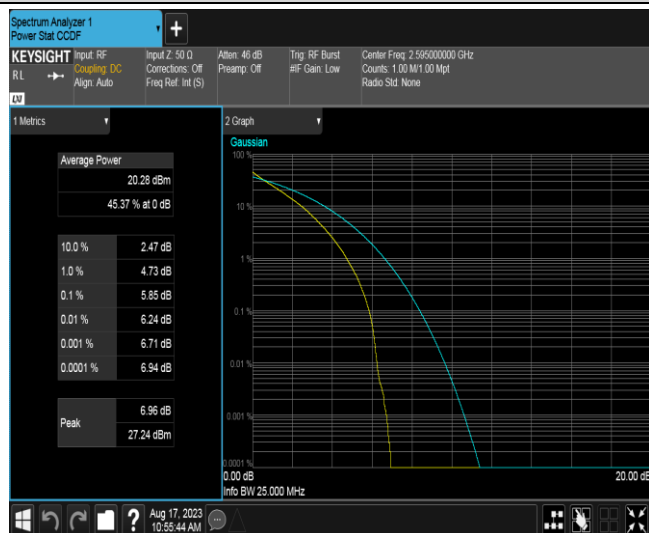 Spectrum Analyzer 1
Power Stat CCDF
+
KEYSIGHT
RL
LXI
Input: RF
Coupling: DC
Align: Auto
Input Z: 50 Ω
Corrections: Off
Freq Ref: Int (S)
Atten: 46 dB
Preamp: Off
Trig: RF Burst
#IF Gain: Low
Center Freq: 2.595000000 GHz
Counts: 1.00 M/1.00 Mpt
Radio Std: None
1 Metrics
Average Power
20.28 dBm
45.37 % at 0 dB
10.0 % 2.47 dB
1.0 % 4.73 dB
0.1 % 5.85 dB
0.01 % 6.24 dB
0.001 % 6.71 dB
0.0001 % 6.94 dB
Peak
6.96 dB
27.24 dBm
2 Graph
Gaussian
100 %
10 %
1 %
0.1 %
0.01 %
0.001 %
0.0001 %
0.00 dB
20.00 dB
Info BW 25.000 MHz
?
Aug 17, 2023
10:55:44 AM